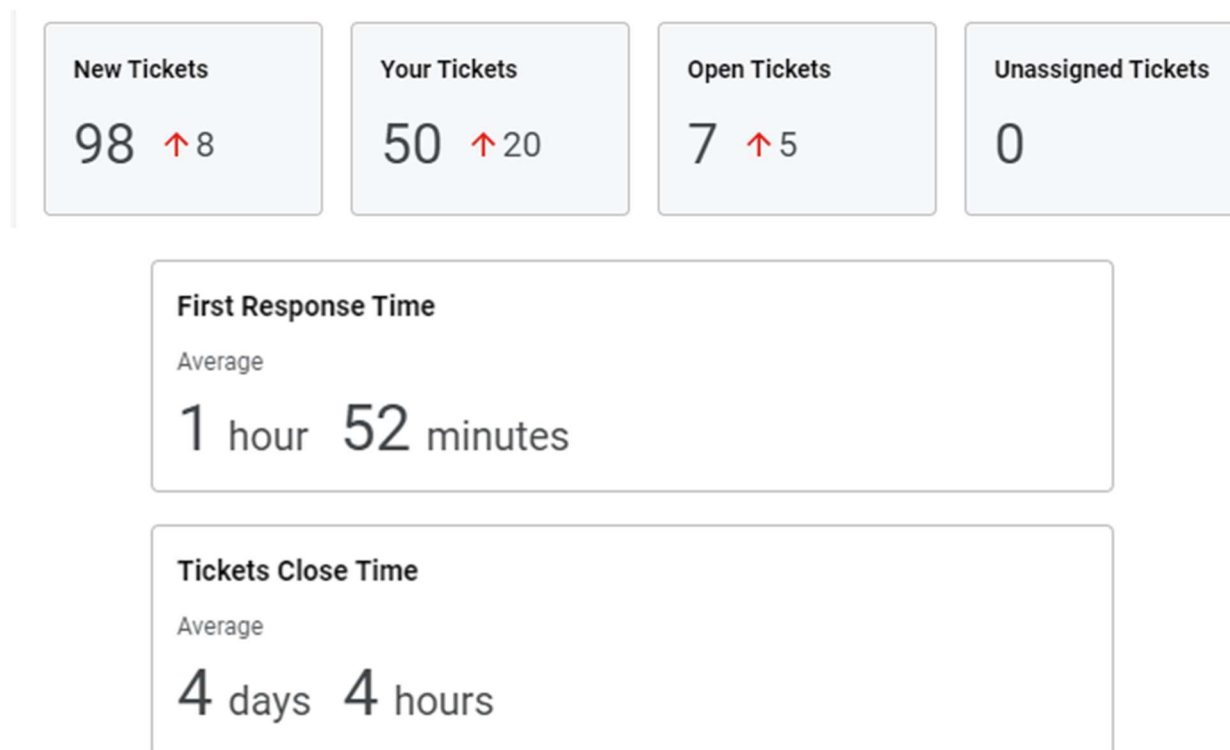 New Tickets
98 ↑ 8
Your Tickets
50 ↑ 20
Open Tickets
7 ↑ 5
Unassigned Tickets
0
First Response Time
Average
1 hour 52 minutes
Tickets Close Time
Average
4 days 4 hours